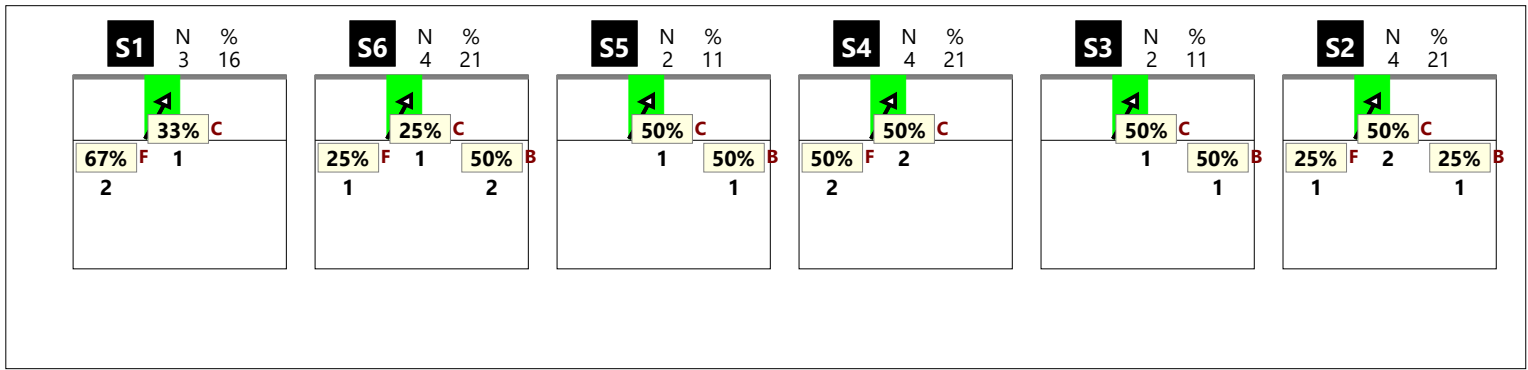 S1 N % 3 16
S6 N % 4 21
S5 N % 2 11
S4 N % 4 21
S3 N % 2 11
S2 N % 4 21
33% C
67% F 1
2
25% C
25% F 1 50% B
1 2
50% C
1 50% B
1
50% C
50% F 2
2
50% C
1 50% B
1
50% C
25% F 2 25% B
1 1